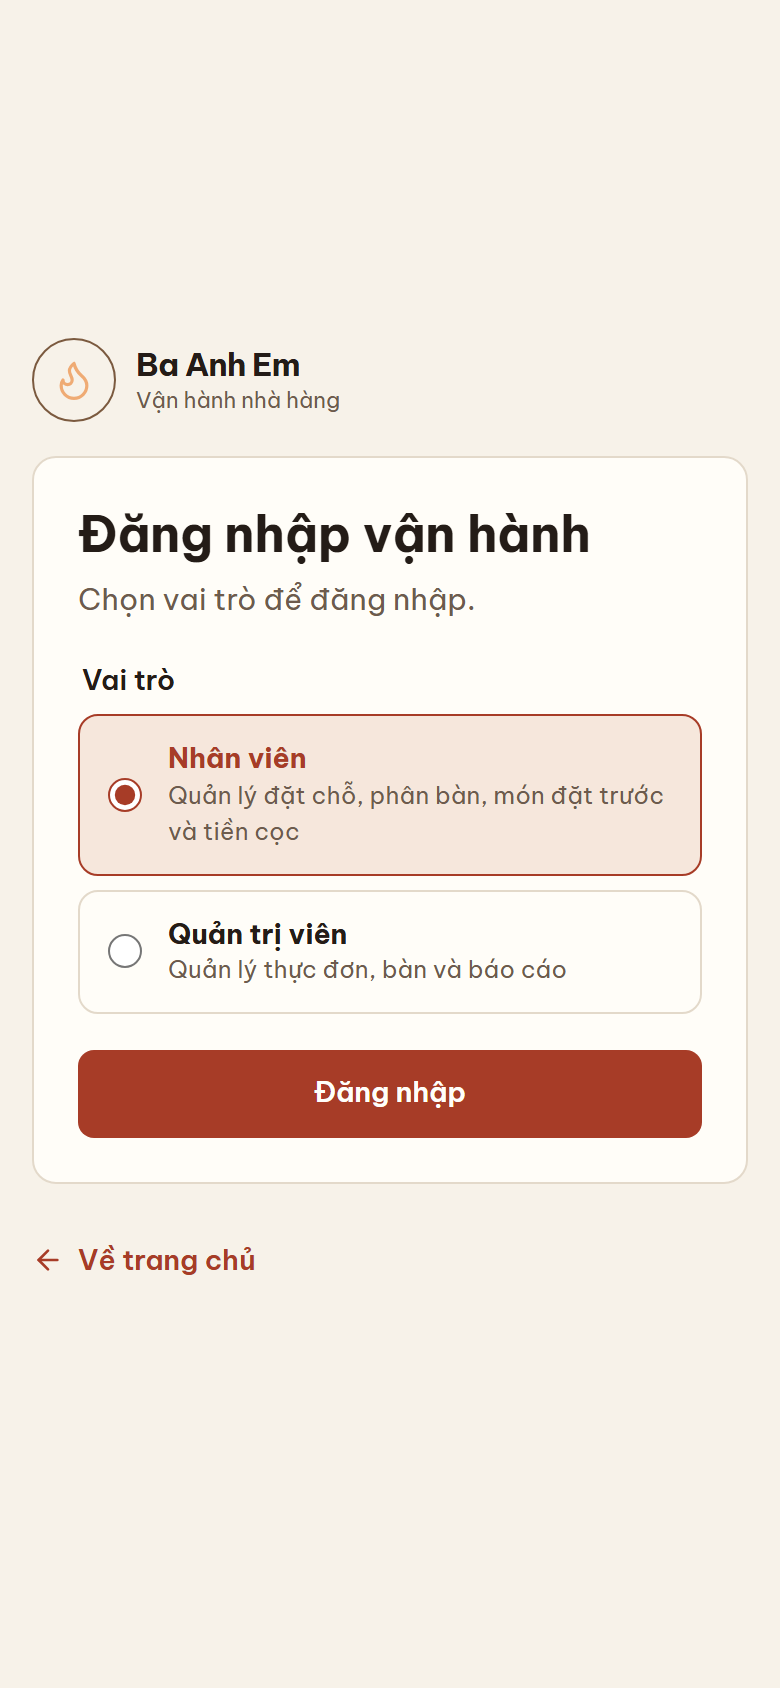 Ba Anh Em
Vận hành nhà hàng
Đăng nhập vận hành
Chọn vai trò để đăng nhập.
Vai trò
Nhân viên
Quản lý đặt chỗ, phân bàn, món đặt trước
và tiền cọc
Quản trị viên
Quản lý thực đơn, bàn và báo cáo
Đăng nhập
Về trang chủ